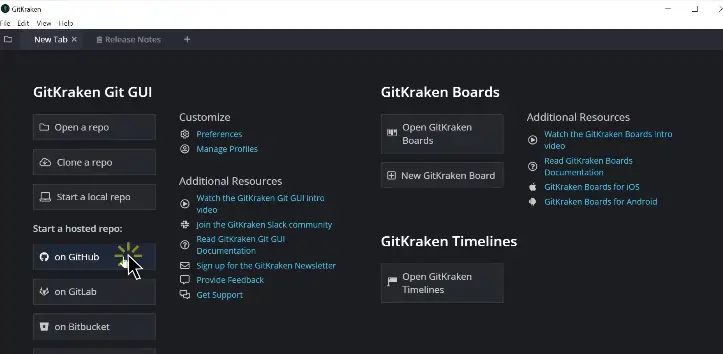 GitKraken
File Edit View Help
New Tab
Release Notes
GitKraken Git GUI
Open a repo
Clone a repo
Start a local repo
Start a hosted repo:
on GitHub
on GitLab
on Bitbucket
Customize
Preferences
Manage Profiles
Additional Resources
Watch the GitKraken Git GUI intro
video
Join the GitKraken Slack community
Read GitKraken Git GUI
Documentation
Sign up for the GitKraken Newsletter
Provide Feedback
Get Support
GitKraken Boards
Open GitKraken
Boards
New GitKraken Board
Additional Resources
Watch the GitKraken Boards intro
video
Read GitKraken Boards
Documentation
GitKraken Boards for iOS
GitKraken Boards for Android
GitKraken Timelines
Open GitKraken
Timelines